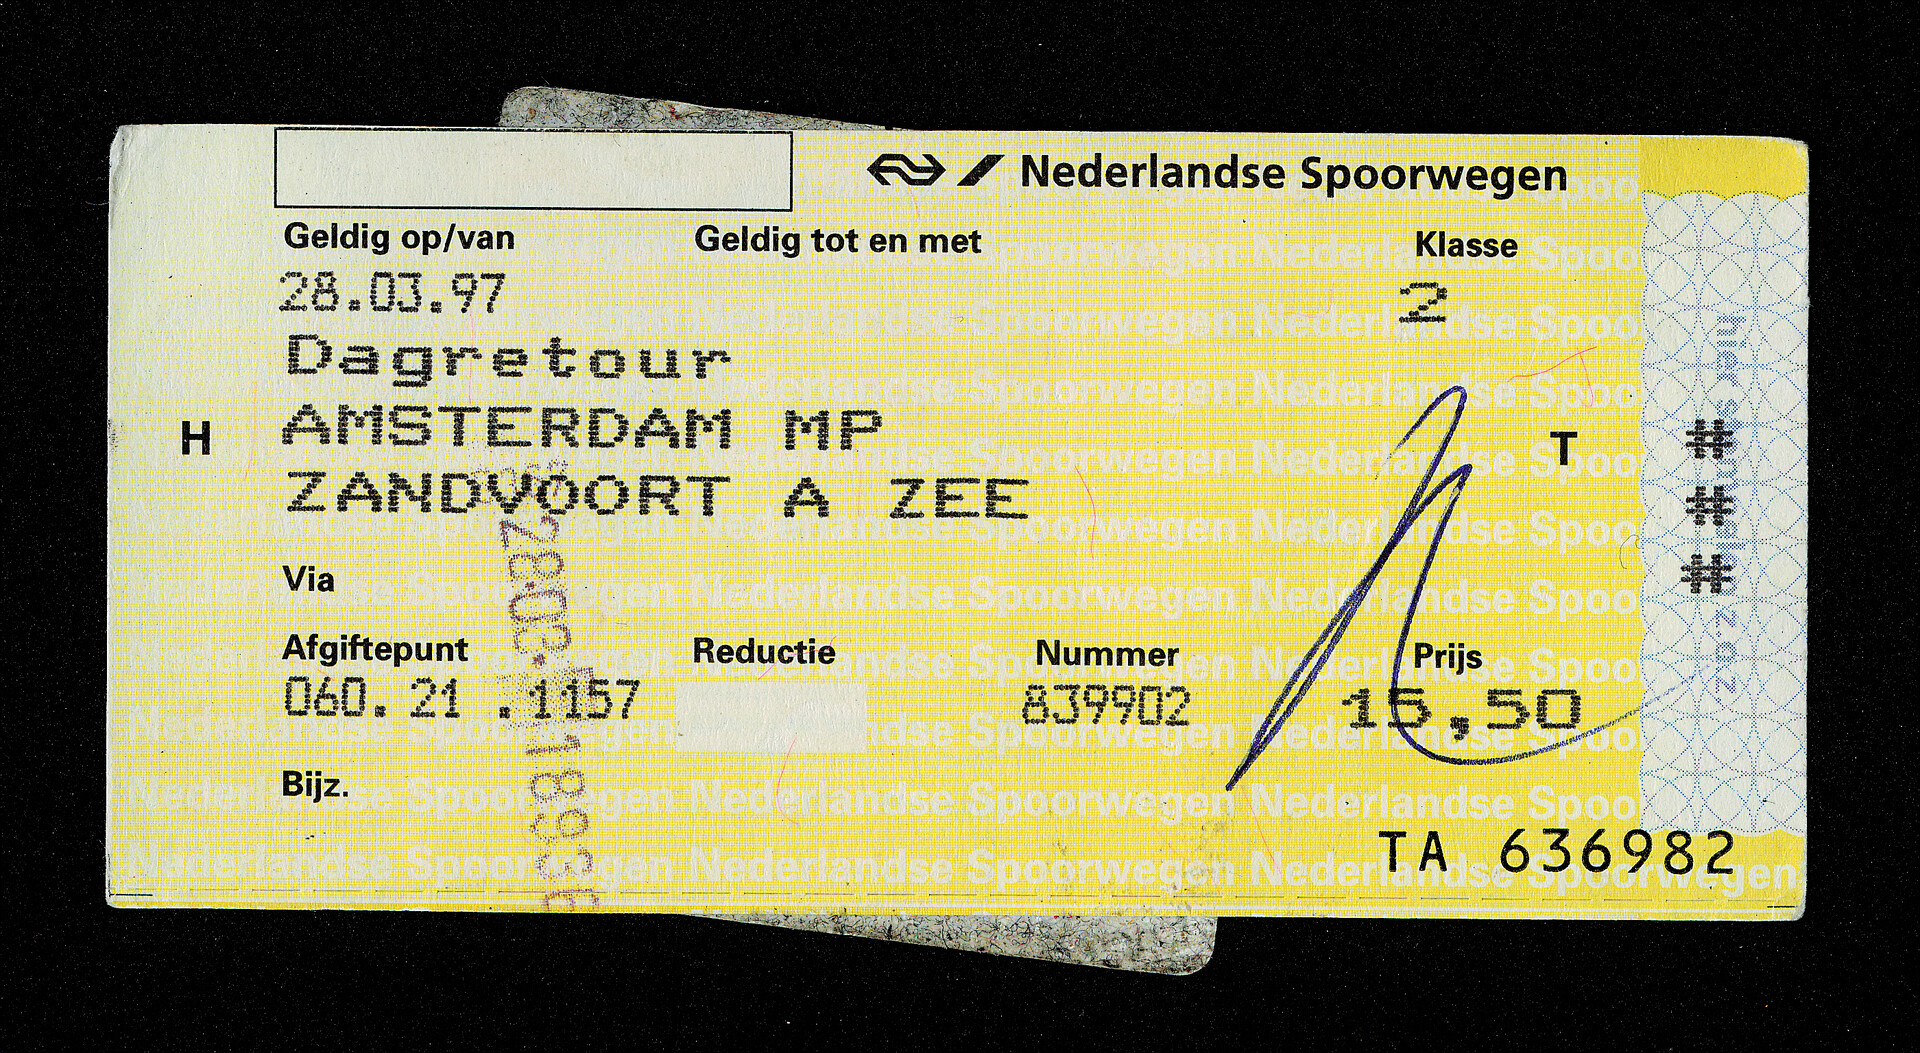 Nederlandse Spoorwegen
Geldig op/van Geldig tot en met Klasse
28.03.97 2
Dagretour
H AMSTERDAM MP T
ZANDVOORT A ZEE
#
#
#
Via
Afgiftepunt Reductie Nummer Prijs
060. 21 .1157 839902 15,50
Bijz.
TA 636982